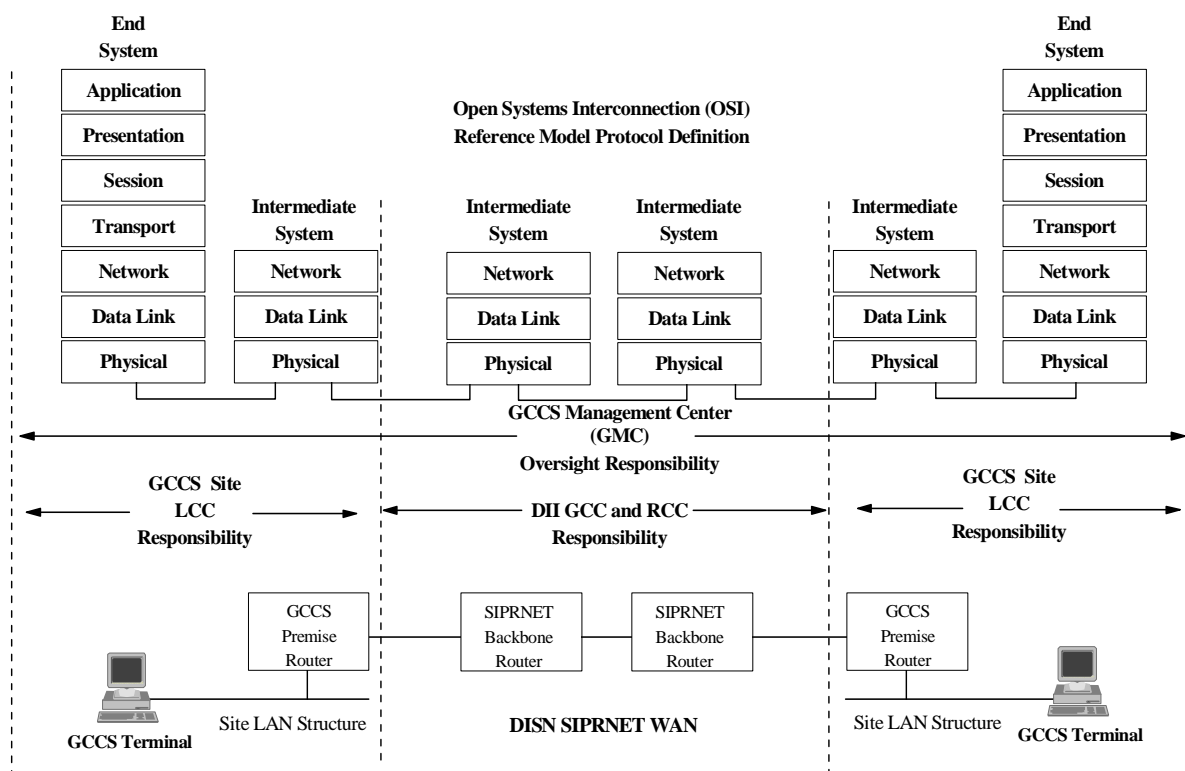 End
System
Application
Presentation
Session
Transport
Network
Data Link
Physical
Intermediate
System
Network
Data Link
Physical
Open Systems Interconnection (OSI)
Reference Model Protocol Definition
Intermediate
System
Network
Data Link
Physical
Intermediate
System
Network
Data Link
Physical
Intermediate
System
Network
Data Link
Physical
End
System
Application
Presentation
Session
Transport
Network
Data Link
Physical
GCCS Management Center
(GMC)
Oversight Responsibility
GCCS Site
LCC
Responsibility
DII GCC and RCC
Responsibility
GCCS Site
LCC
Responsibility
GCCS
Premise
Router
SIPRNET
Backbone
Router
SIPRNET
Backbone
Router
GCCS
Premise
Router
GCCS Terminal
Site LAN Structure
DISN SIPRNET WAN
Site LAN Structure
GCCS Terminal